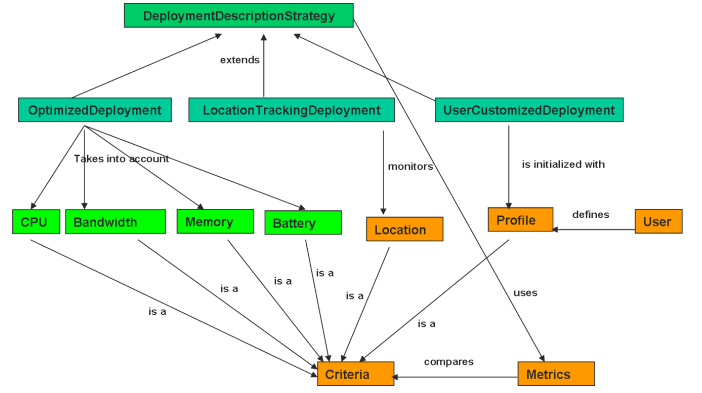 DeploymentDescriptionStrategy
extends
OptimizedDeployment
LocationTrackingDeployment
UserCustomizedDeployment
Takes into account
monitors
is initialized with
CPU
Bandwidth
Memory
Battery
Location
Profile
defines
User
is a
is a
is a
is a
is a
is a
uses
compares
Criteria
Metrics